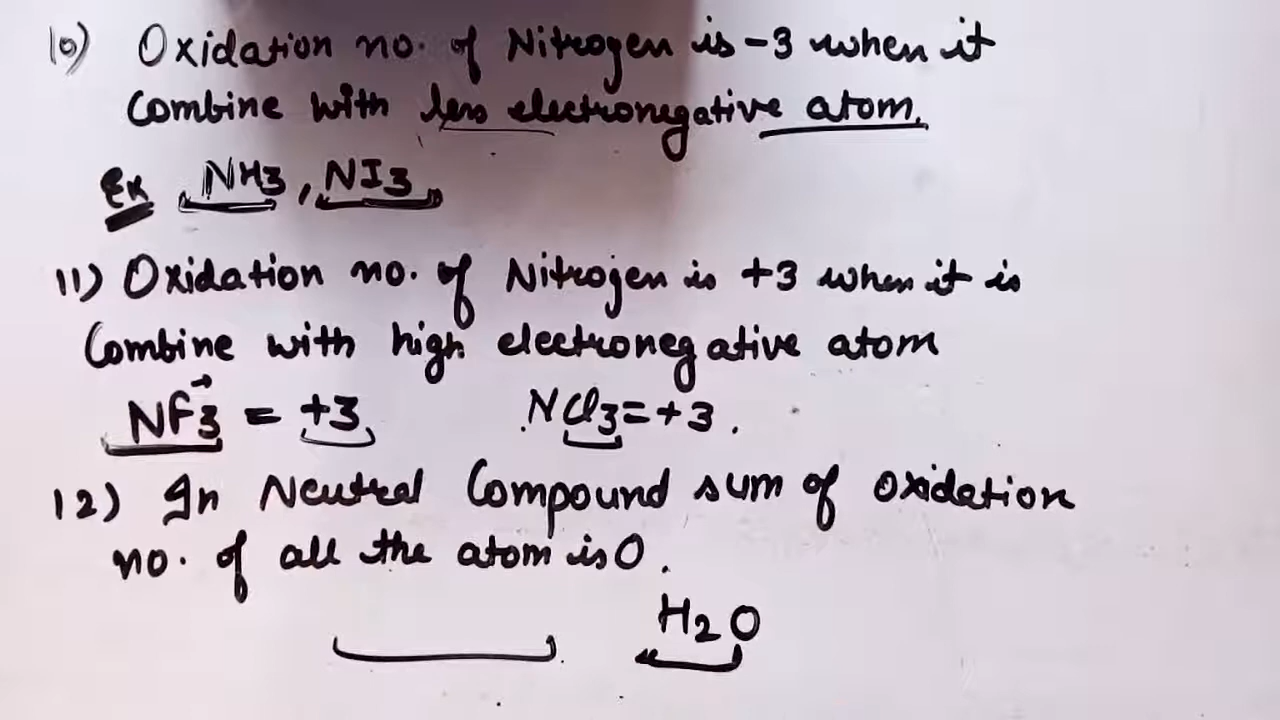 10) Oxidation no. of Nitrogen is -3 when it
Combine with less electronegative atom.
Ex NH3, NI3
11) Oxidation no. of Nitrogen is +3 when it is
Combine with high electronegative atom
NF3 = +3 NCl3 = +3.
12) In Neutral Compound sum of oxidation
no. of all the atom is 0.
H2O